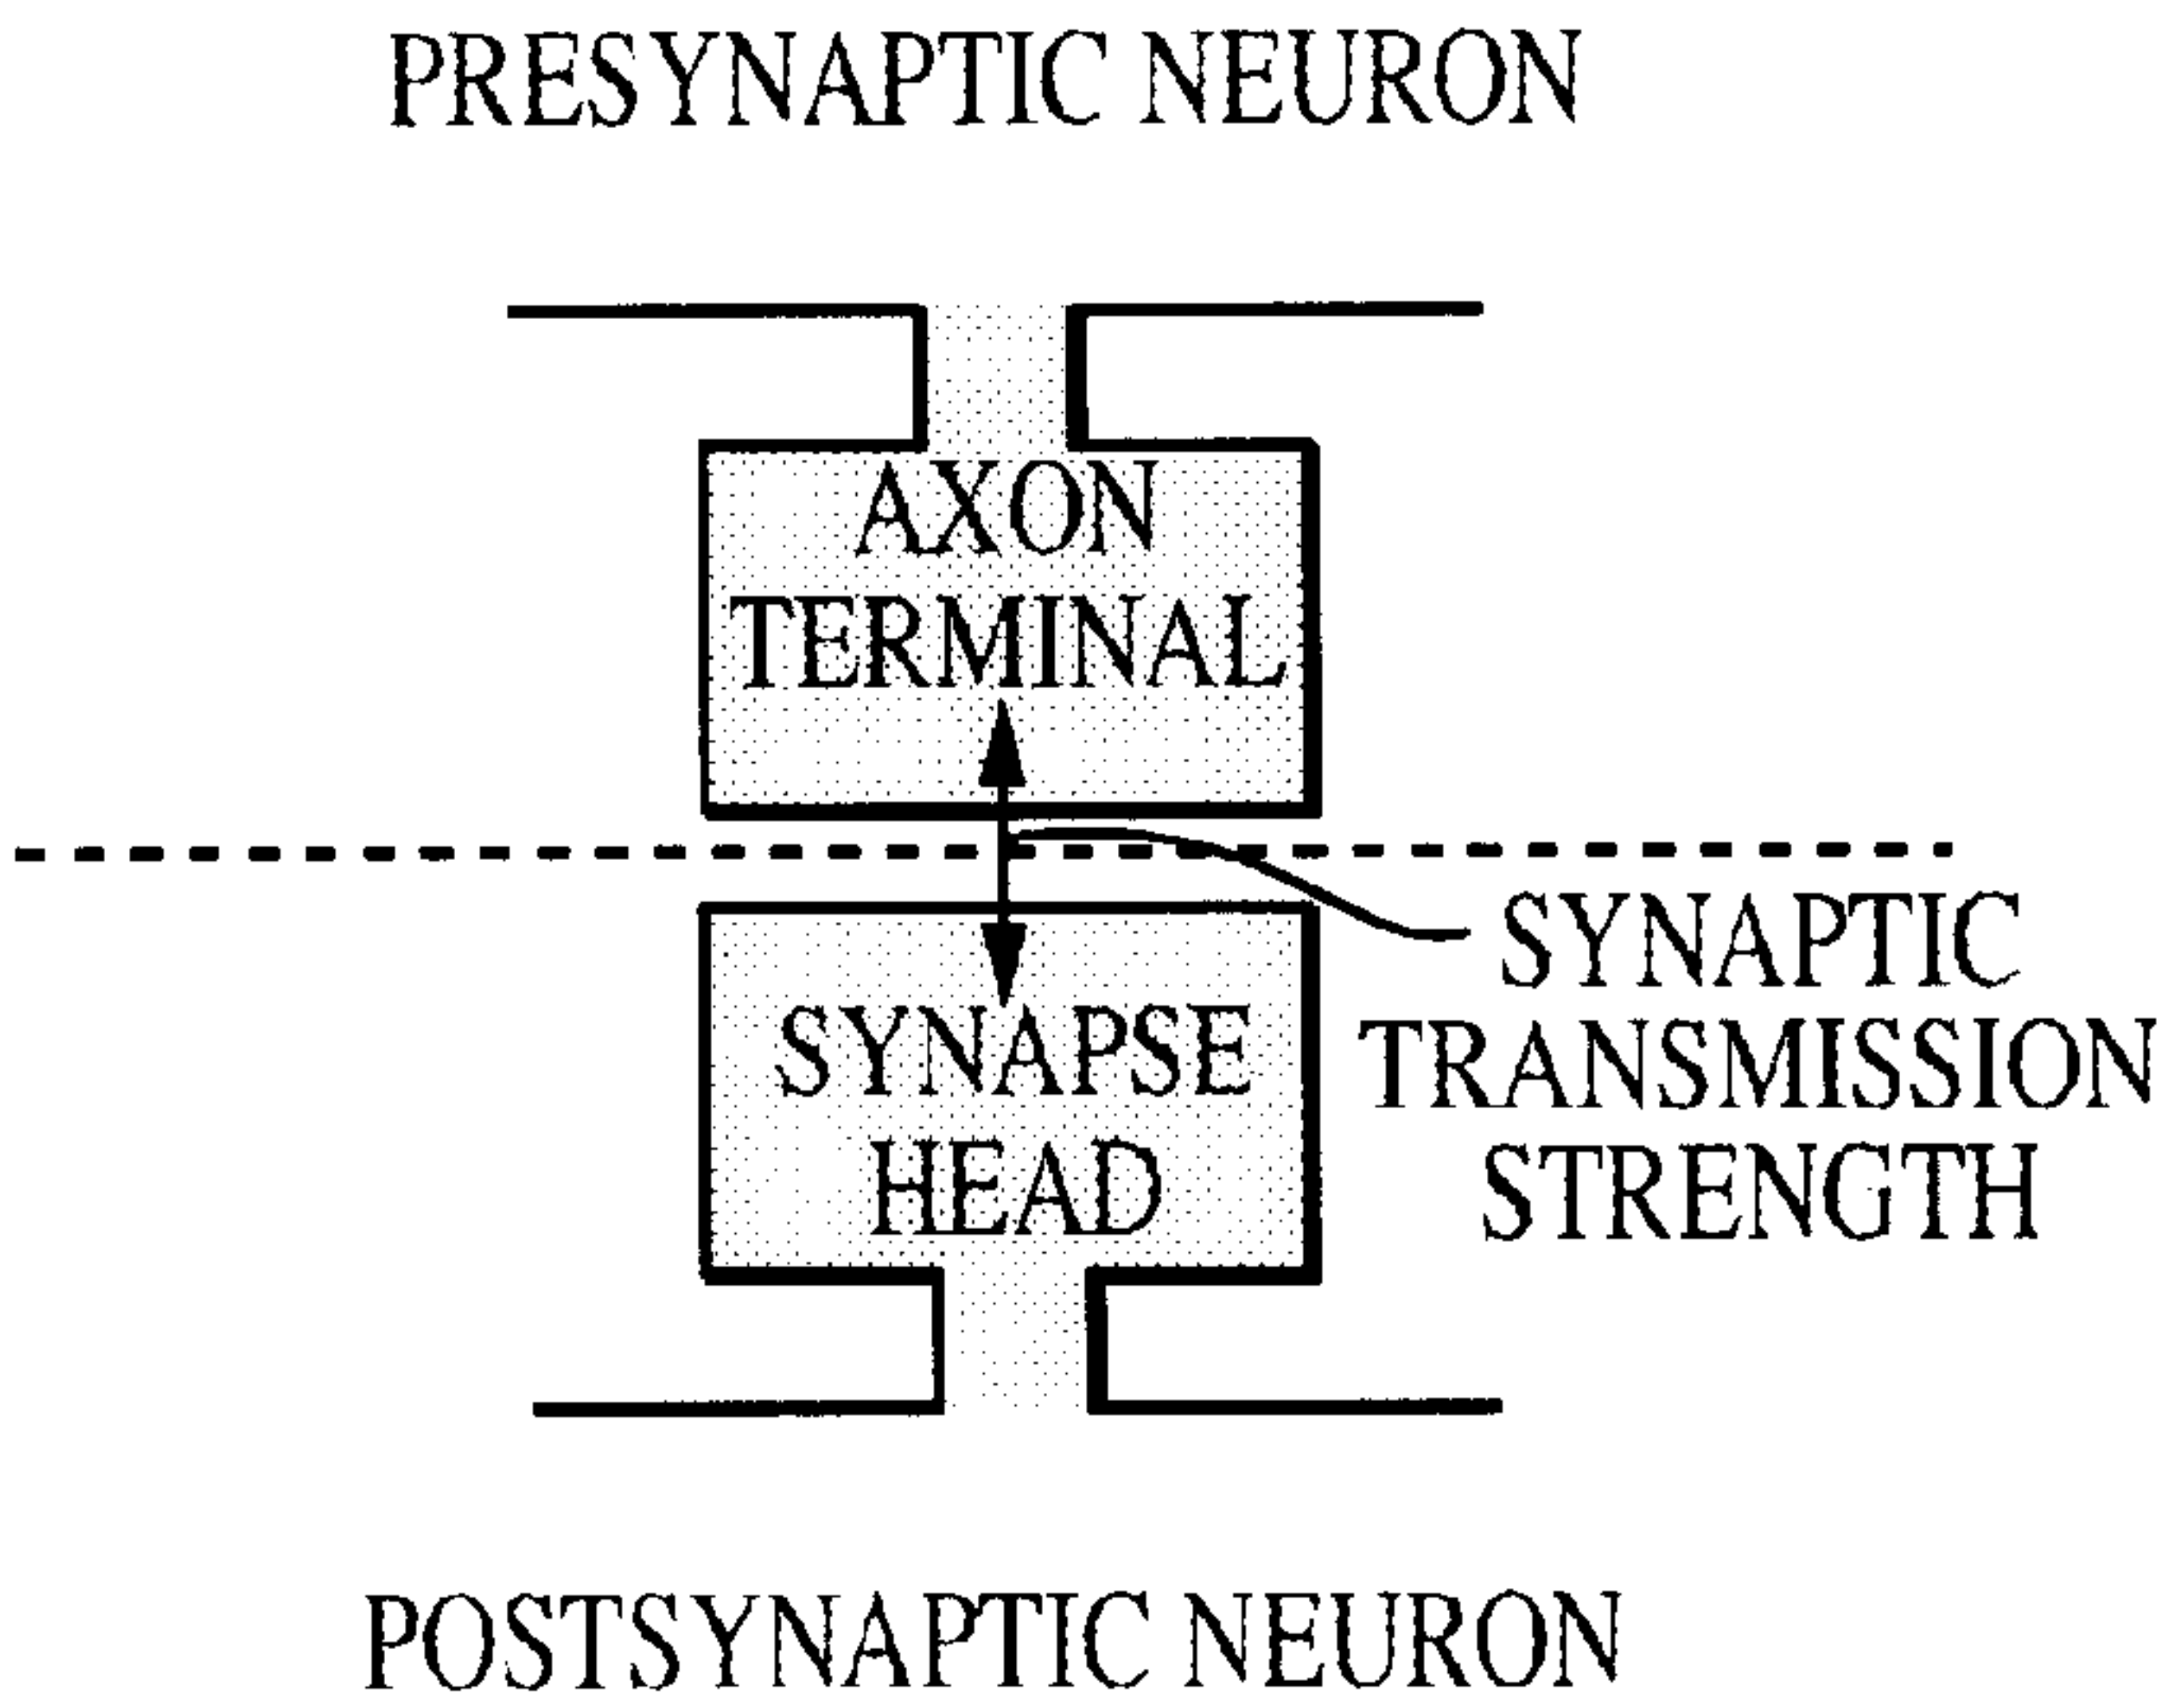 PRESYNAPTIC NEURON
AXON
TERMINAL
SYNAPTIC
SYNAPSE
TRANSMISSION
HEAD
STRENGTH
POSTSYNAPTIC NEURON